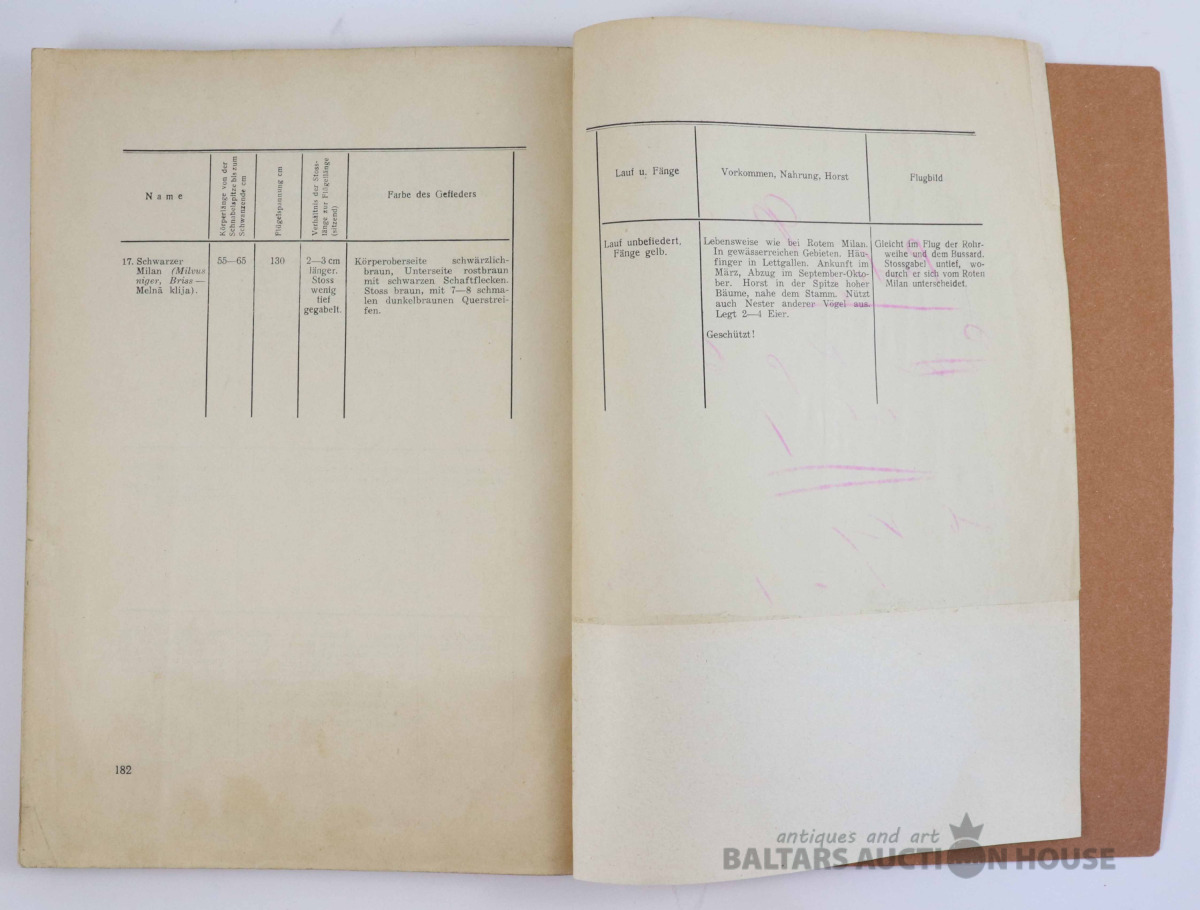 Name
Körperlänge von der
Schnabelspitze bis zum
Schwanzende cm
Flügelspannung cm
Verhältnis der Stoss-
länge zur Flügellänge
(sitzend)
Farbe des Gefieders
17. Schwarzer
Milan (Milvus
niger, Briss —
Melnā klija).
55—65
130
2—3 cm
länger.
Stoss
wenig
tief
gegabelt.
Körperoberseite schwärzlich-
braun, Unterseite rostbraun
mit schwarzen Schaftflecken.
Stoss braun, mit 7—8 schma-
len dunkelbraunen Querstrei-
fen.
182
Lauf u. Fänge
Vorkommen, Nahrung, Horst
Flugbild
Lauf unbefiedert,
Fänge gelb.
Lebensweise wie bei Rotem Milan.
In gewässerreichen Gebieten. Häu-
finger in Lettgallen. Ankunft im
März, Abzug im September-Okto-
ber. Horst in der Spitze hoher
Bäume, nahe dem Stamm. Nützt
auch Nester anderer Vögel aus.
Legt 2—4 Eier.
Geschützt!
Gleicht im Flug der Rohr-
weihe und dem Bussard.
Stossgabel untief, wo-
durch er sich vom Roten
Milan unterscheidet.
antiques and art
BALTARS AUCTION HOUSE